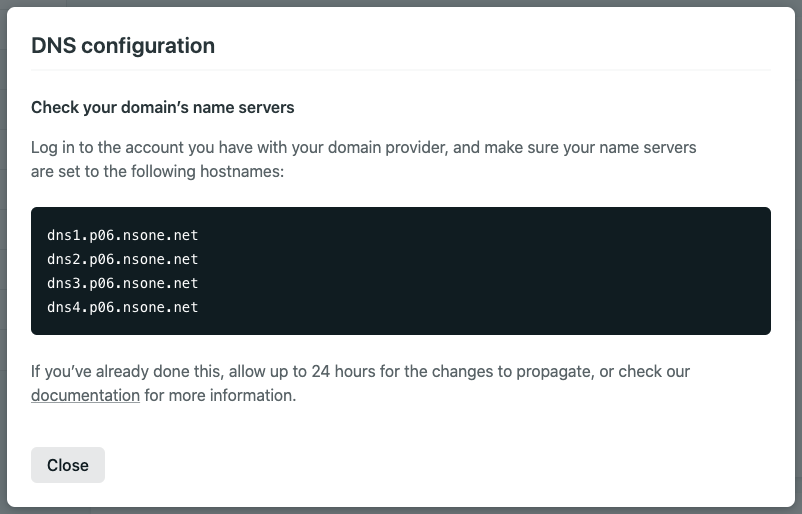 DNS configuration
Check your domain’s name servers
Log in to the account you have with your domain provider, and make sure your name servers
are set to the following hostnames:
dns1.p06.nsone.net
dns2.p06.nsone.net
dns3.p06.nsone.net
dns4.p06.nsone.net
If you’ve already done this, allow up to 24 hours for the changes to propagate, or check our
documentation for more information.
Close